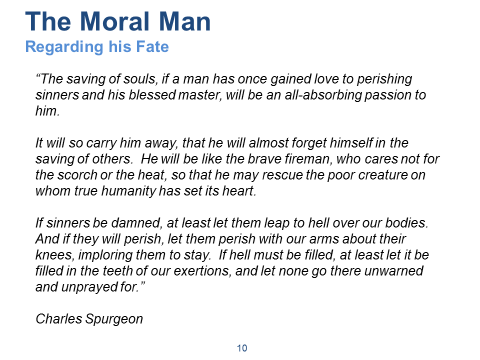 The Moral Man
Regarding his Fate
“The saving of souls, if a man has once gained love to perishing
sinners and his blessed master, will be an all-absorbing passion to
him.
It will so carry him away, that he will almost forget himself in the
saving of others.  He will be like the brave fireman, who cares not for
the scorch or the heat, so that he may rescue the poor creature on
whom true humanity has set its heart.
If sinners be damned, at least let them leap to hell over our bodies.
And if they will perish, let them perish with our arms about their
knees, imploring them to stay.  If hell must be filled, at least let it be
filled in the teeth of our exertions, and let none go there unwarned
and unprayed for.”
Charles Spurgeon
10